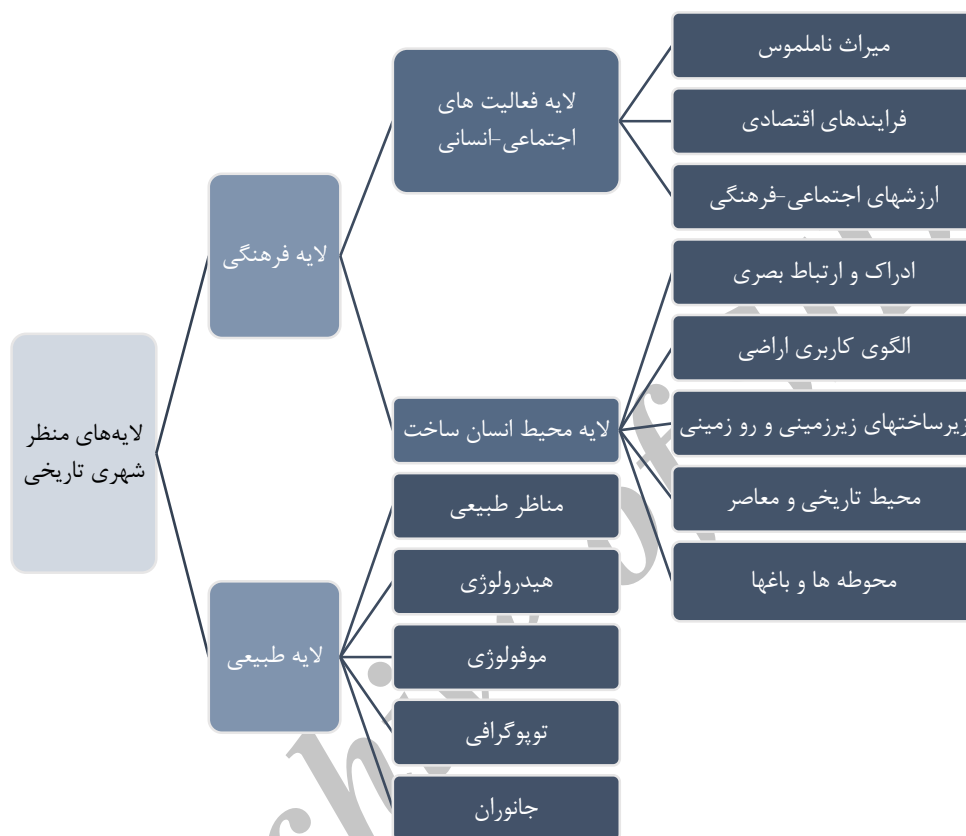 لایه‌های منظر
شهری تاریخی
لایه فرهنگی
لایه فعالیت های
اجتماعی-انسانی
میراث ناملموس
فرایندهای اقتصادی
ارزشهای اجتماعی-فرهنگی
لایه محیط انسان ساخت
ادراک و ارتباط بصری
الگوی کاربری اراضی
زیرساختهای زیرزمینی و رو زمینی
محیط تاریخی و معاصر
محوطه ها و باغها
لایه طبیعی
مناظر طبیعی
هیدرولوژی
موفولوژی
توپوگرافی
جانوران
of